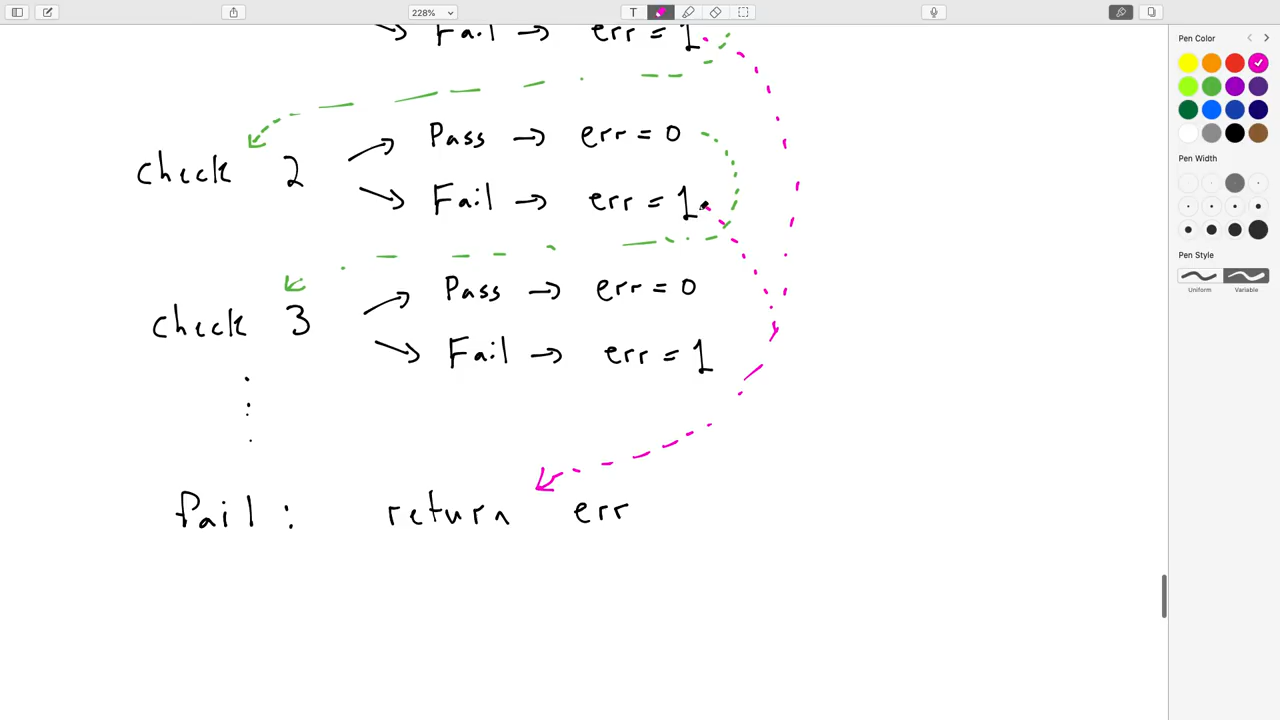 228%
T
Fail → err = 1
Pen Color
Pass → err = 0
check 2
Fail → err = 1
Pen Width
Pen Style
Uniform Variable
Pass → err = 0
check 3
Fail → err = 1
fail: return err